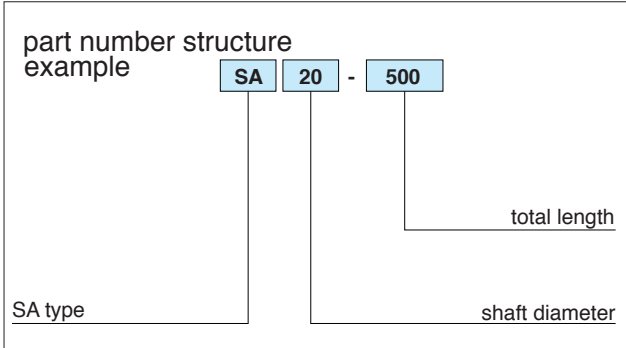 part number structure
example
SA 20 - 500
total length
SA type
shaft diameter